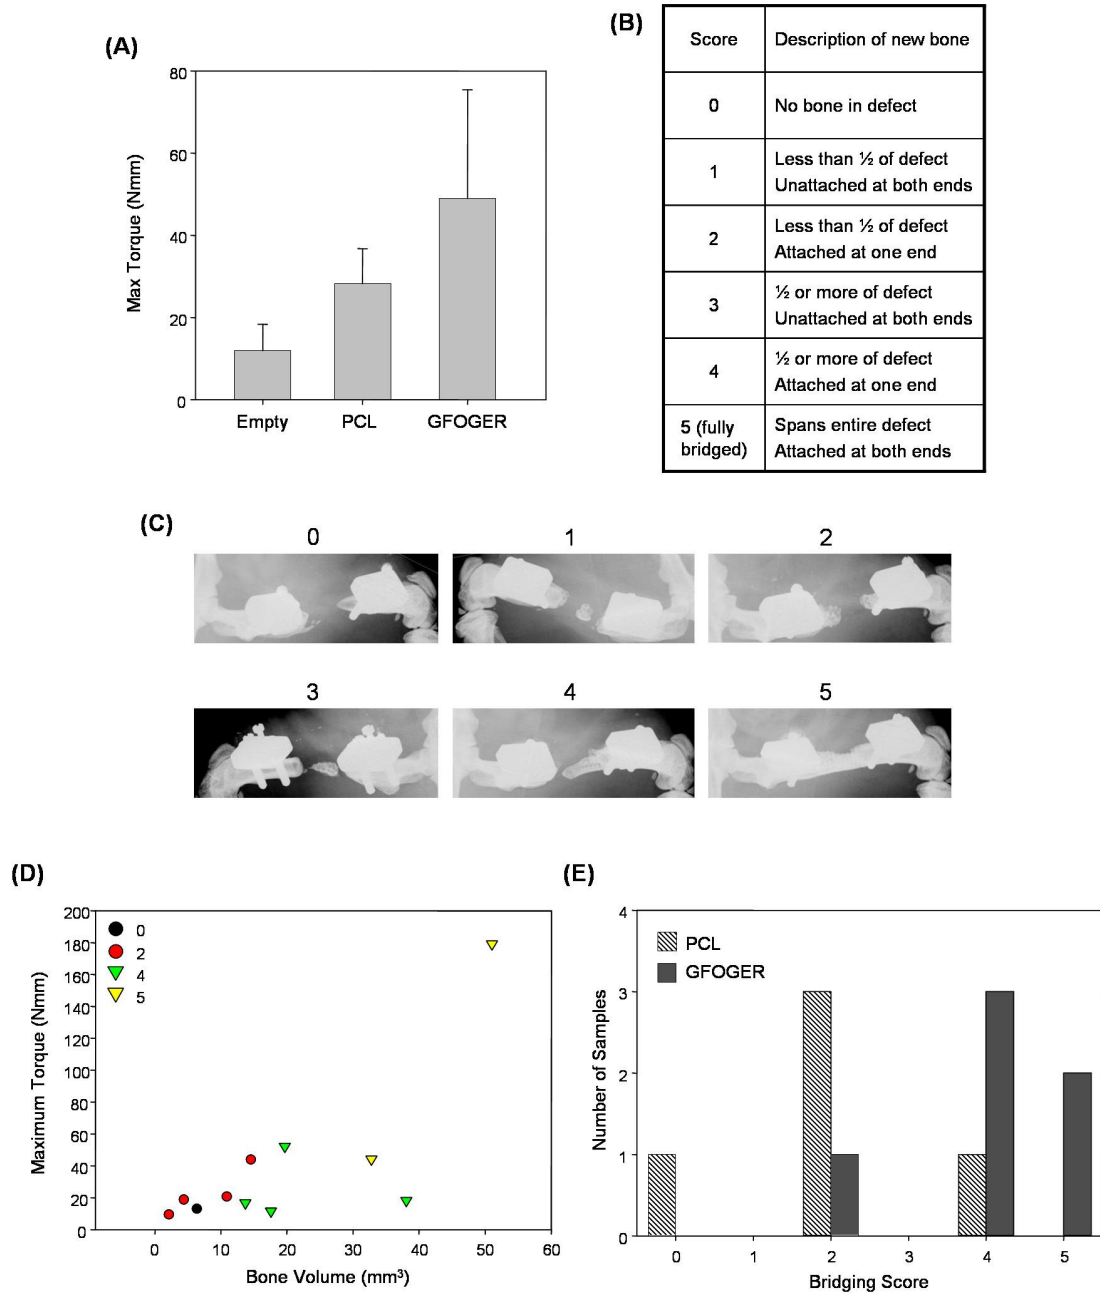 (A)
80
60
40
20
0
Max Torque (Nmm)
Empty PCL GFOGER
(B)
Score Description of new bone
0 No bone in defect
1 Less than ½ of defect
Unattached at both ends
2 Less than ½ of defect
Attached at one end
3 ½ or more of defect
Unattached at both ends
4 ½ or more of defect
Attached at one end
5 (fully bridged) Spans entire defect
Attached at both ends
(C)
0 1 2
3 4 5
(D)
200
180
160
140
120
100
80
60
40
20
0
Maximum Torque (Nmm)
0
2
4
5
0 10 20 30 40 50 60
Bone Volume (mm³)
(E)
4
3
2
1
0
Number of Samples
PCL
GFOGER
0 1 2 3 4 5
Bridging Score